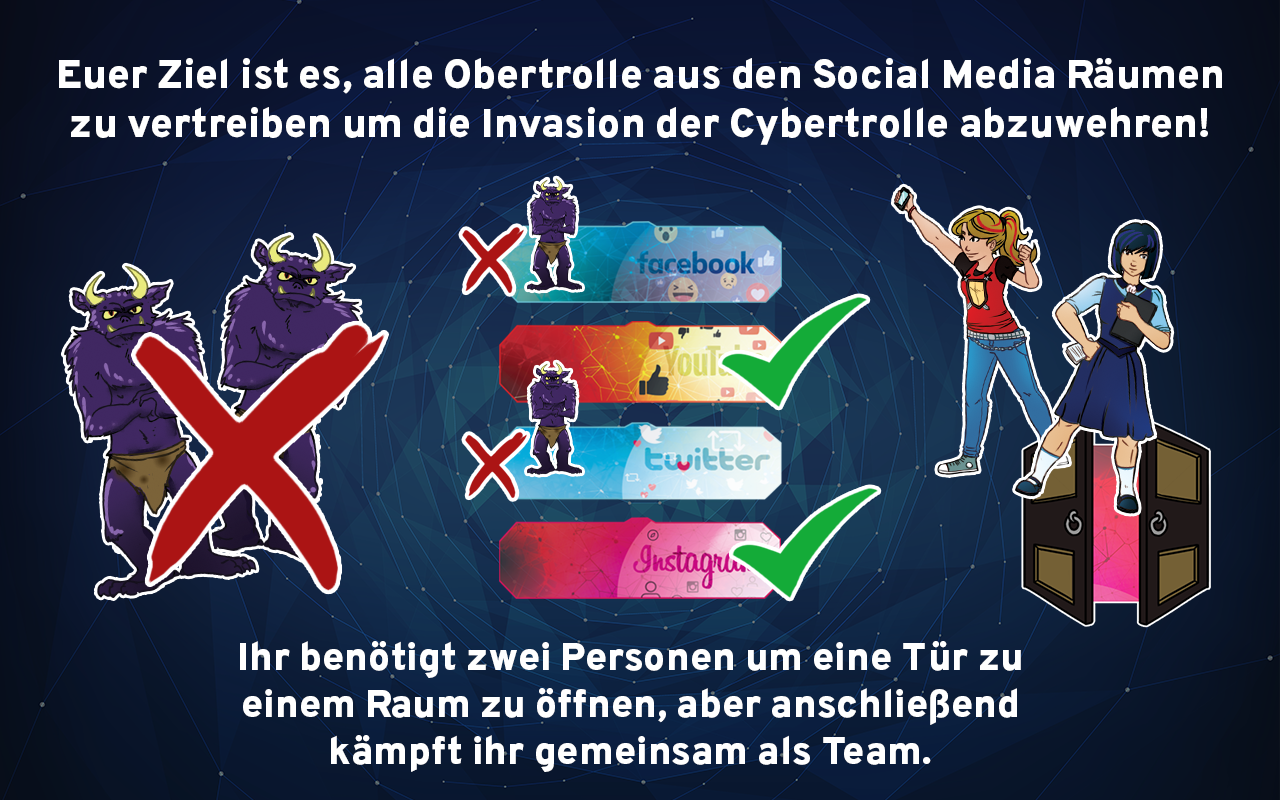 Euer Ziel ist es, alle Obertrolle aus den Social Media Räumen
zu vertreiben um die Invasion der Cybertrolle abzuwehren!
facebook
YouTube
twitter
Instagram
Ihr benötigt zwei Personen um eine Tür zu
einem Raum zu öffnen, aber anschließend
kämpft ihr gemeinsam als Team.